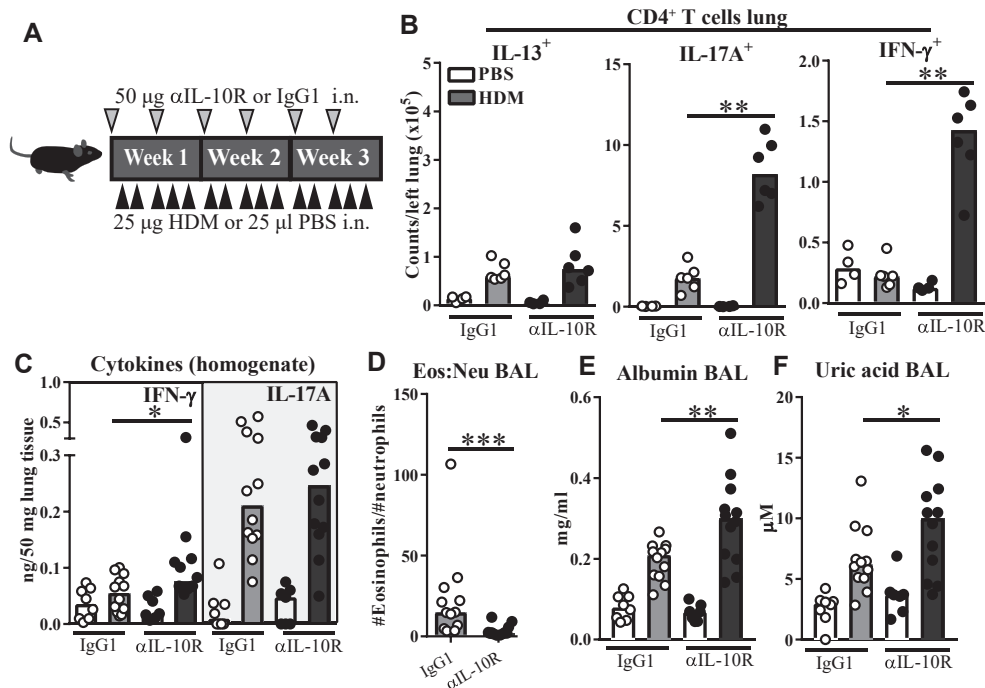 A
50 µg αIL-10R or IgG1 i.n.
Week 1 Week 2 Week 3
25 µg HDM or 25 µl PBS i.n.
B
CD4⁺ T cells lung
IL-13⁺
IL-17A⁺
IFN-γ⁺
PBS
HDM
Counts/left lung (x10⁵)
5
4
3
2
1
0
15
10
5
0
2.0
1.5
1.0
0.5
0.0
**
**
IgG1 αIL-10R
IgG1 αIL-10R
IgG1 αIL-10R
C
Cytokines (homogenate)
IFN-γ
IL-17A
*
ng/50 mg lung tissue
1.0
0.5
0.3
0.2
0.1
0.0
IgG1 αIL-10R IgG1 αIL-10R
D
Eos:Neu BAL
#Eosinophils/#neutrophils
150
100
50
0
***
IgG1
αIL-10R
E
Albumin BAL
mg/ml
0.6
0.4
0.2
0.0
**
IgG1 αIL-10R
F
Uric acid BAL
µM
20
15
10
5
0
*
IgG1 αIL-10R